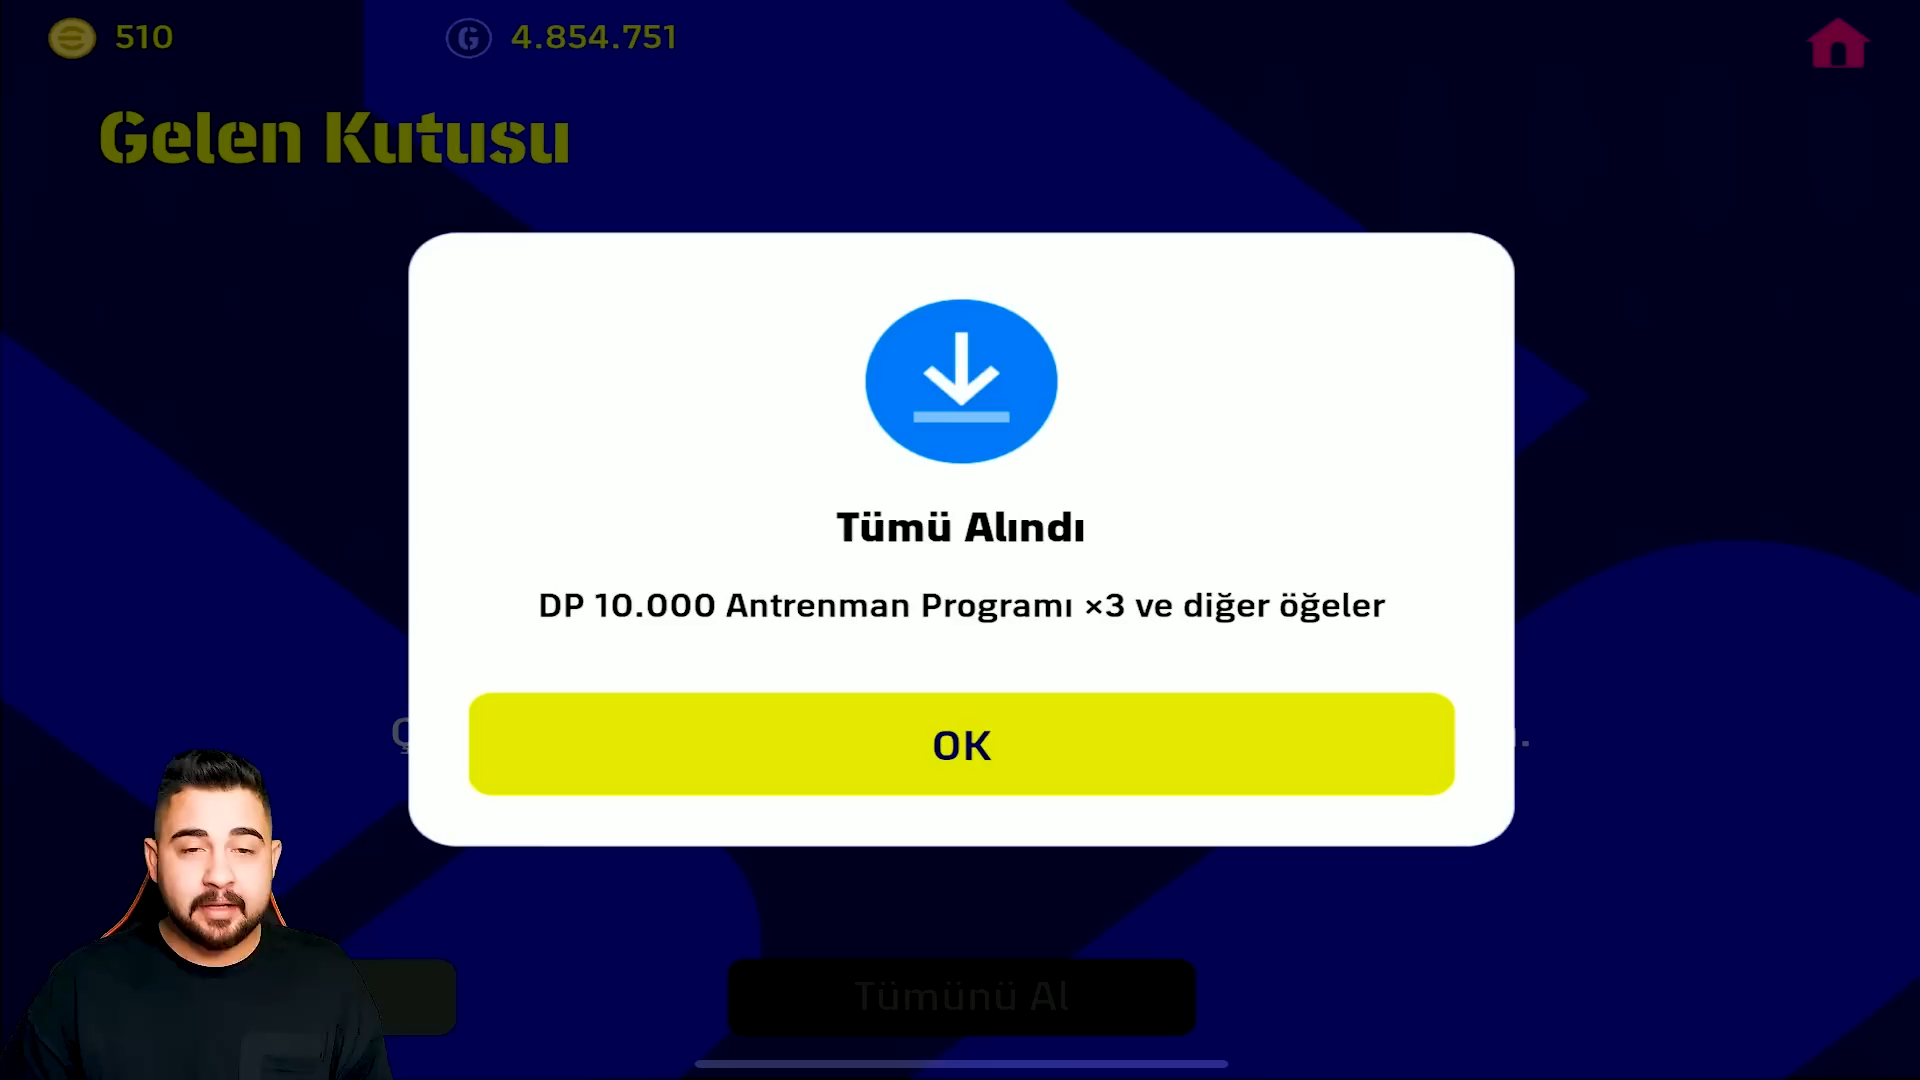 510
G 4.854.751
Gelen Kutusu
Tümü Alındı
DP 10.000 Antrenman Programı ×3 ve diğer öğeler
OK
Tümünü Al